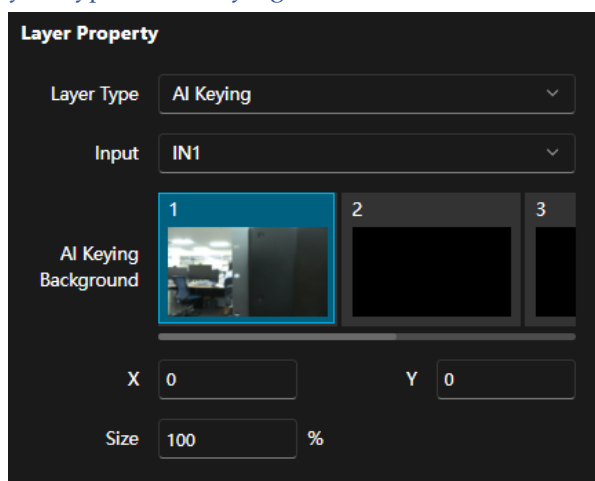 Layer Property
Layer Type AI Keying
Input IN1
1 2 3
AI Keying
Background
X 0 Y 0
Size 100 %